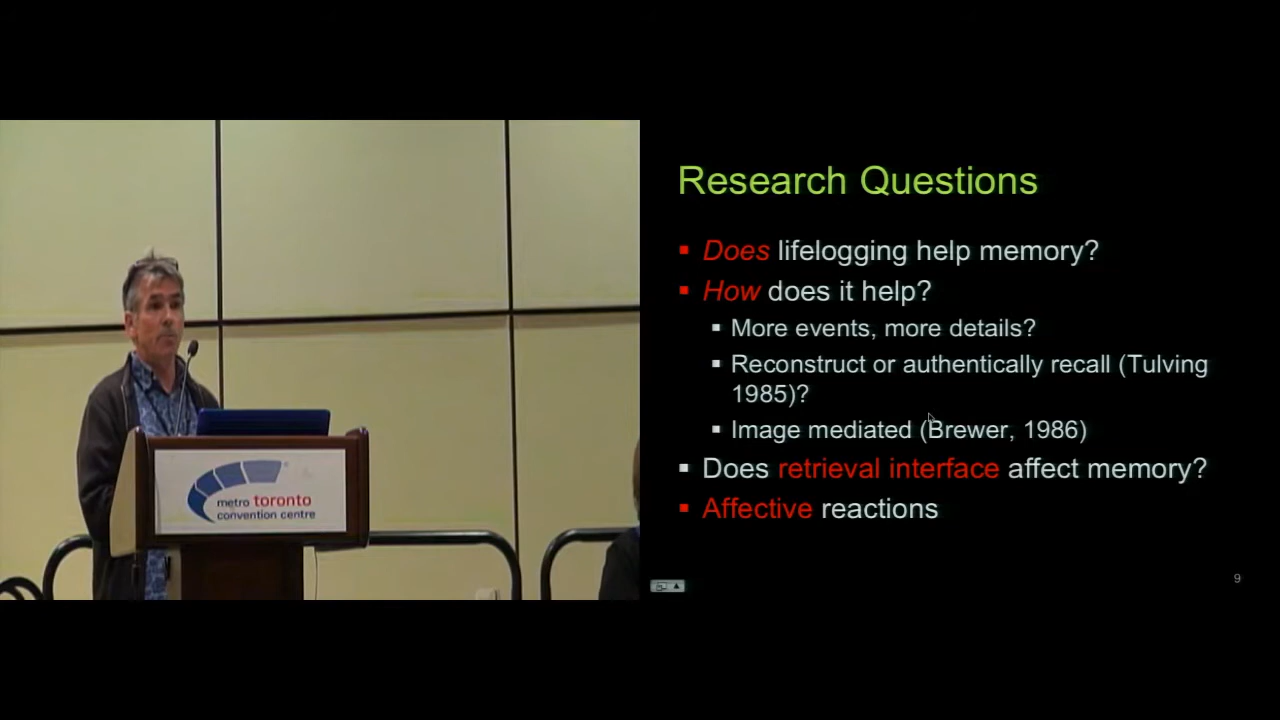 Research Questions
Does lifelogging help memory?
How does it help?
More events, more details?
Reconstruct or authentically recall (Tulving
1985)?
Image mediated (Brewer, 1986)
Does retrieval interface affect memory?
Affective reactions
9
metro toronto
convention centre